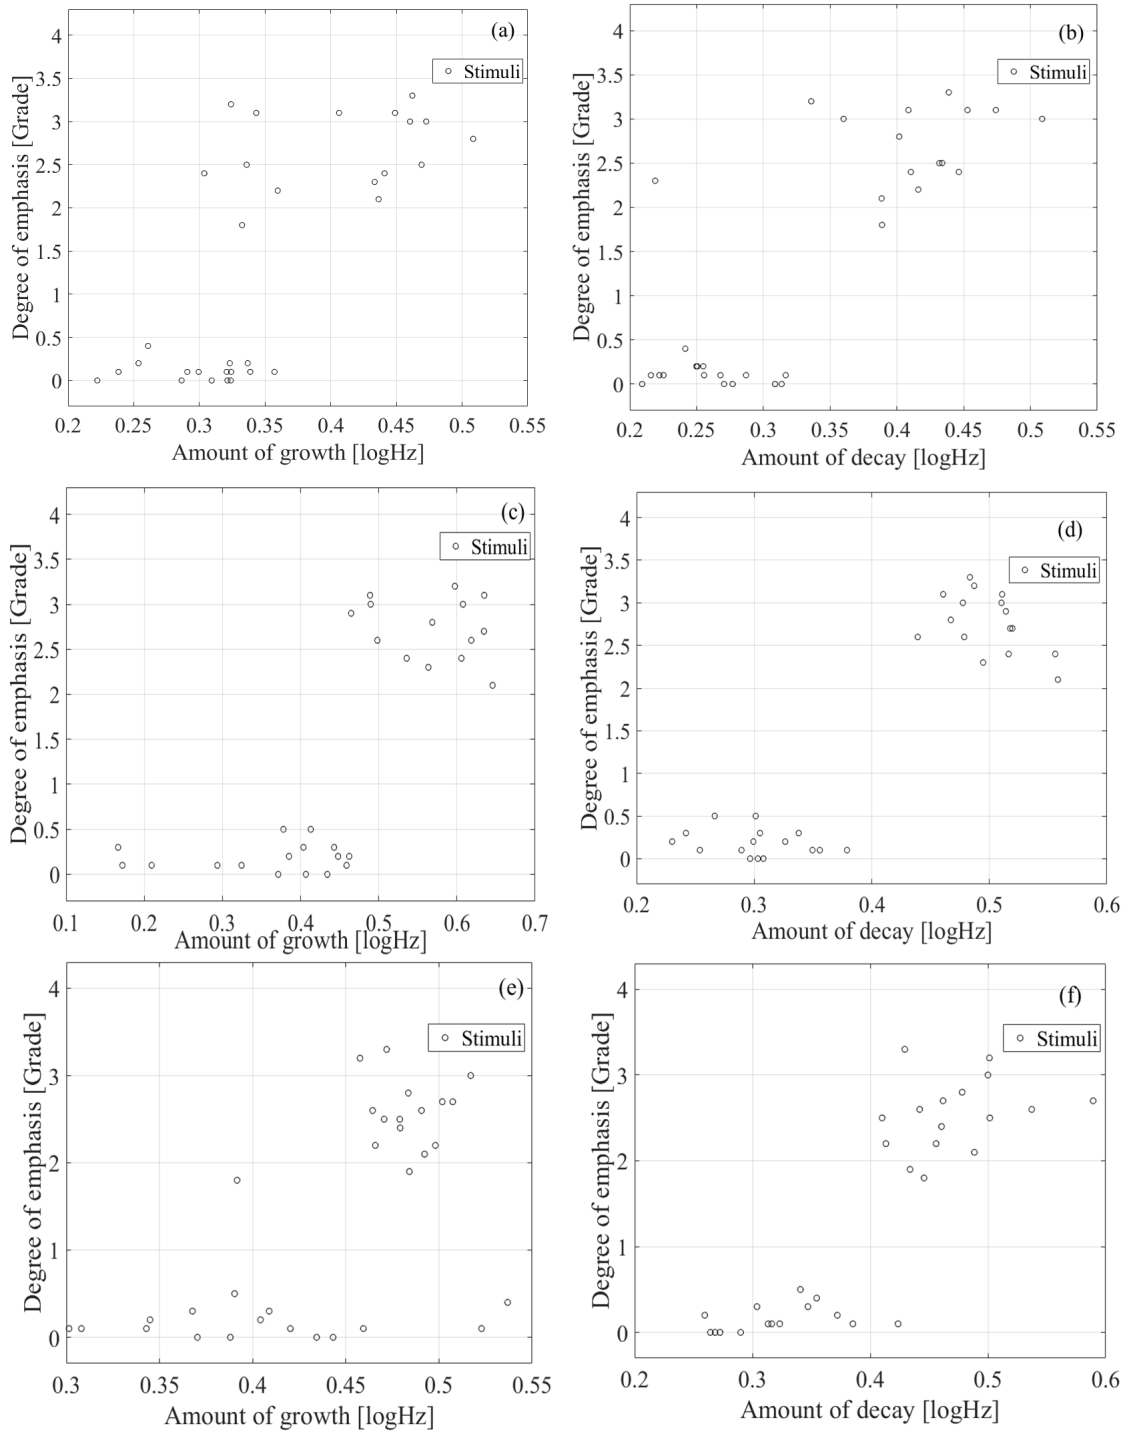 (a)
Stimuli
Degree of emphasis [Grade]
4
3.5
3
2.5
2
1.5
1
0.5
0
0.2 0.25 0.3 0.35 0.4 0.45 0.5 0.55
Amount of growth [logHz]
(b)
Stimuli
Degree of emphasis [Grade]
4
3.5
3
2.5
2
1.5
1
0.5
0
0.2 0.25 0.3 0.35 0.4 0.45 0.5 0.55
Amount of decay [logHz]
(c)
Stimuli
Degree of emphasis [Grade]
4
3.5
3
2.5
2
1.5
1
0.5
0
0.1 0.2 0.3 0.4 0.5 0.6 0.7
Amount of growth [logHz]
(d)
Stimuli
Degree of emphasis [Grade]
4
3.5
3
2.5
2
1.5
1
0.5
0
0.2 0.3 0.4 0.5 0.6
Amount of decay [logHz]
(e)
Stimuli
Degree of emphasis [Grade]
4
3
2
1
0
0.3 0.35 0.4 0.45 0.5 0.55
Amount of growth [logHz]
(f)
Stimuli
Degree of emphasis [Grade]
4
3
2
1
0
0.2 0.3 0.4 0.5 0.6
Amount of decay [logHz]